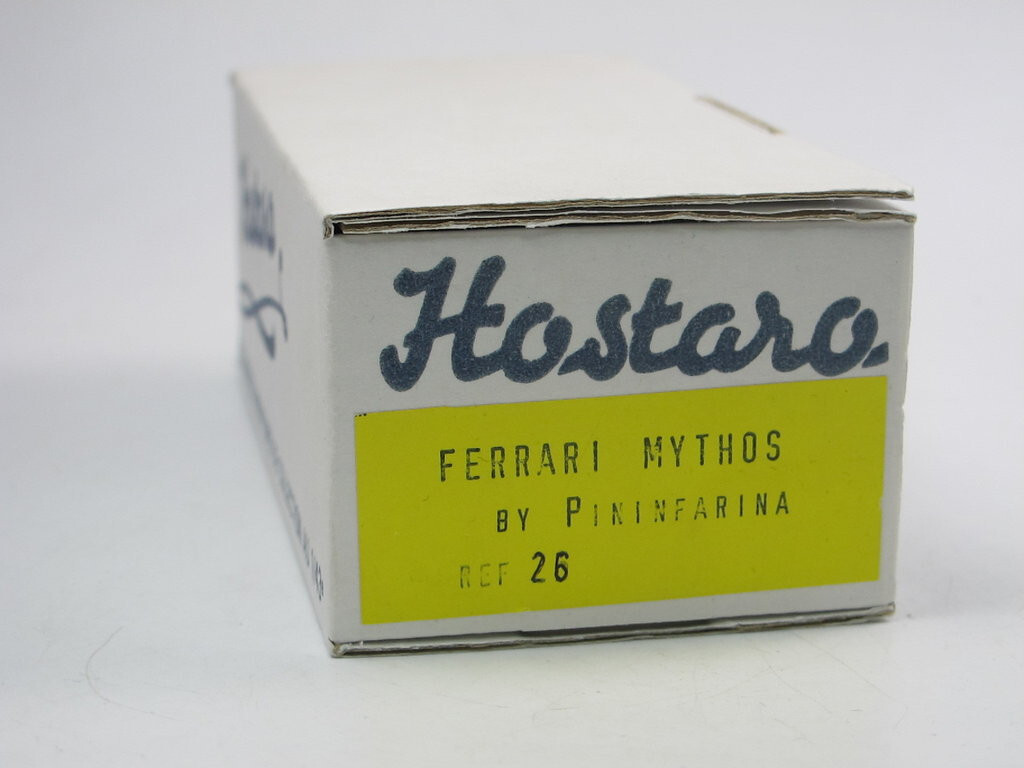 Hostaro.
FERRARI MYTHOS
BY PININFARINA
REF 26